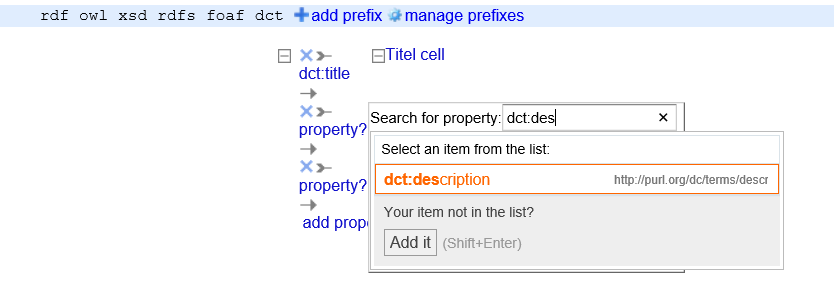 rdf owl xsd rdfs foaf dct add prefix manage prefixes
Titel cell
dct:title
Search for property: dct:des
property?
Select an item from the list:
dct:description http://purl.org/dc/terms/descr
property?
Your item not in the list?
add prope
Add it (Shift+Enter)